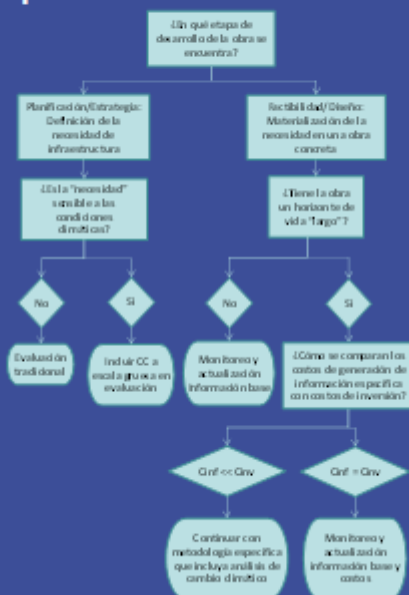 ¿En qué etapa de
desarrollo de la obra se
encuentra?
Planificación/Estrategia:
Definición de la
necesidad de
infraestructura
Factibilidad/Diseño:
Materialización de la
necesidad en una obra
concreta
¿Es la "necesidad"
sensible a las
condiciones
climáticas?
¿Tiene la obra
un horizonte de
vida "largo"?
No
Si
No
Si
Evaluación
tradicional
Incluir CC a
escala gruesa en
evaluación
Monitoreo y
actualización
información base
¿Cómo se comparan los
costos de generación de
información específica
con costos de inversión?
Cinf << Cinv
Cinf = Cinv
Continuar con
metodología específica
que incluya análisis de
cambio climático
Monitoreo y
actualización
información base y
costos